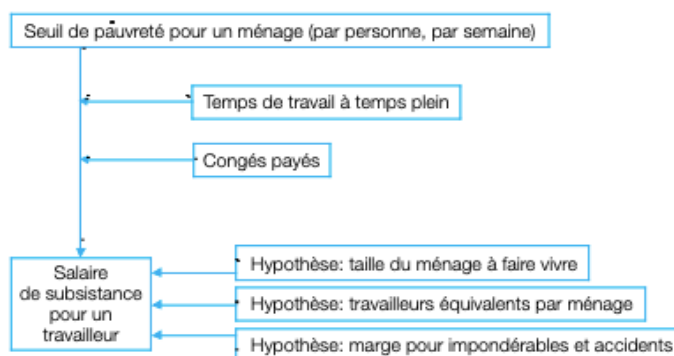 Seuil de pauvreté pour un ménage (par personne, par semaine)
Temps de travail à temps plein
Congés payés
Salaire
de subsistance
pour un
travailleur
Hypothèse: taille du ménage à faire vivre
Hypothèse: travailleurs équivalents par ménage
Hypothèse: marge pour impondérables et accidents